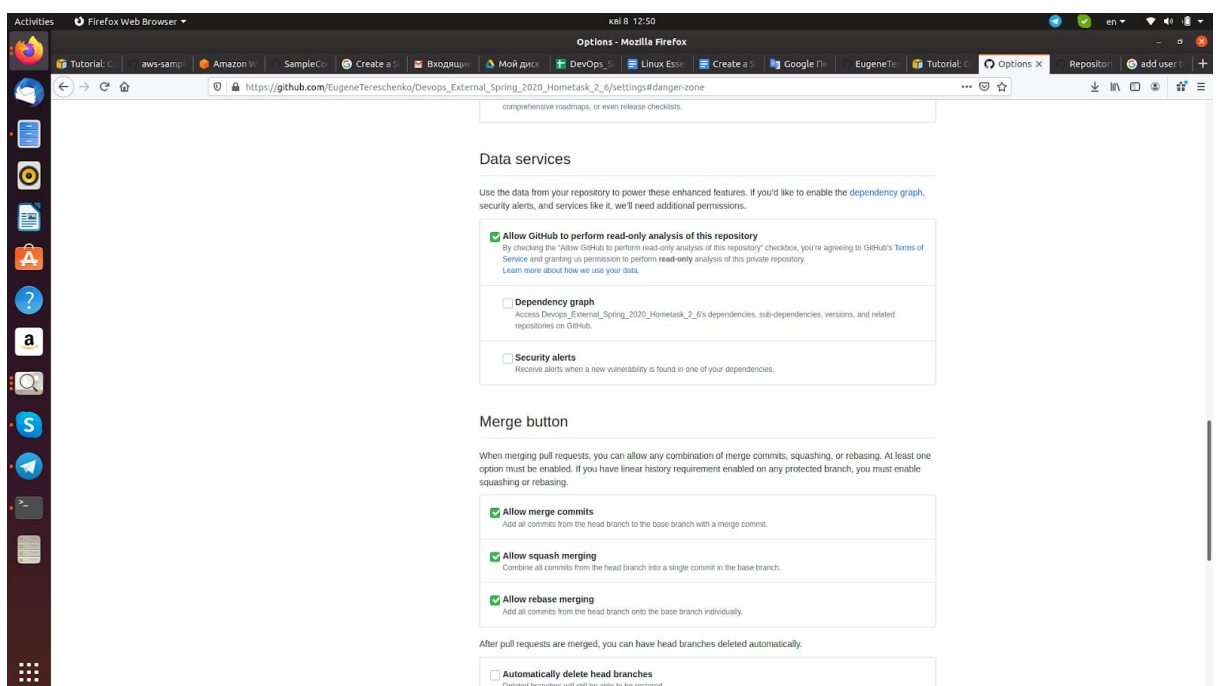 Activities Firefox Web Browser кві 8 12:50 en
Options - Mozilla Firefox
Tutorial: C aws-sampl Amazon W SampleCo Create a S Входящие Мой диск DevOps_S Linux Esse Create a S Google Пе EugeneTer Tutorial: C Options Repositori add user t
https://github.com/EugeneTereschenko/Devops_External_Spring_2020_Hometask_2_6/settings#danger-zone
comprehensive roadmaps, or even release checklists.
Data services
Use the data from your repository to power these enhanced features. If you'd like to enable the dependency graph,
security alerts, and services like it, we'll need additional permissions.
Allow GitHub to perform read-only analysis of this repository
By checking the "Allow GitHub to perform read-only analysis of this repository" checkbox, you're agreeing to GitHub's Terms of
Service and granting us permission to perform read-only analysis of this private repository.
Learn more about how we use your data.
Dependency graph
Access Devops_External_Spring_2020_Hometask_2_6's dependencies, sub-dependencies, versions, and related
repositories on GitHub.
Security alerts
Receive alerts when a new vulnerability is found in one of your dependencies.
Merge button
When merging pull requests, you can allow any combination of merge commits, squashing, or rebasing. At least one
option must be enabled. If you have linear history requirement enabled on any protected branch, you must enable
squashing or rebasing.
Allow merge commits
Add all commits from the head branch to the base branch with a merge commit.
Allow squash merging
Combine all commits from the head branch into a single commit in the base branch.
Allow rebase merging
Add all commits from the head branch onto the base branch individually.
After pull requests are merged, you can have head branches deleted automatically.
Automatically delete head branches
Deleted branches will still be able to be restored.